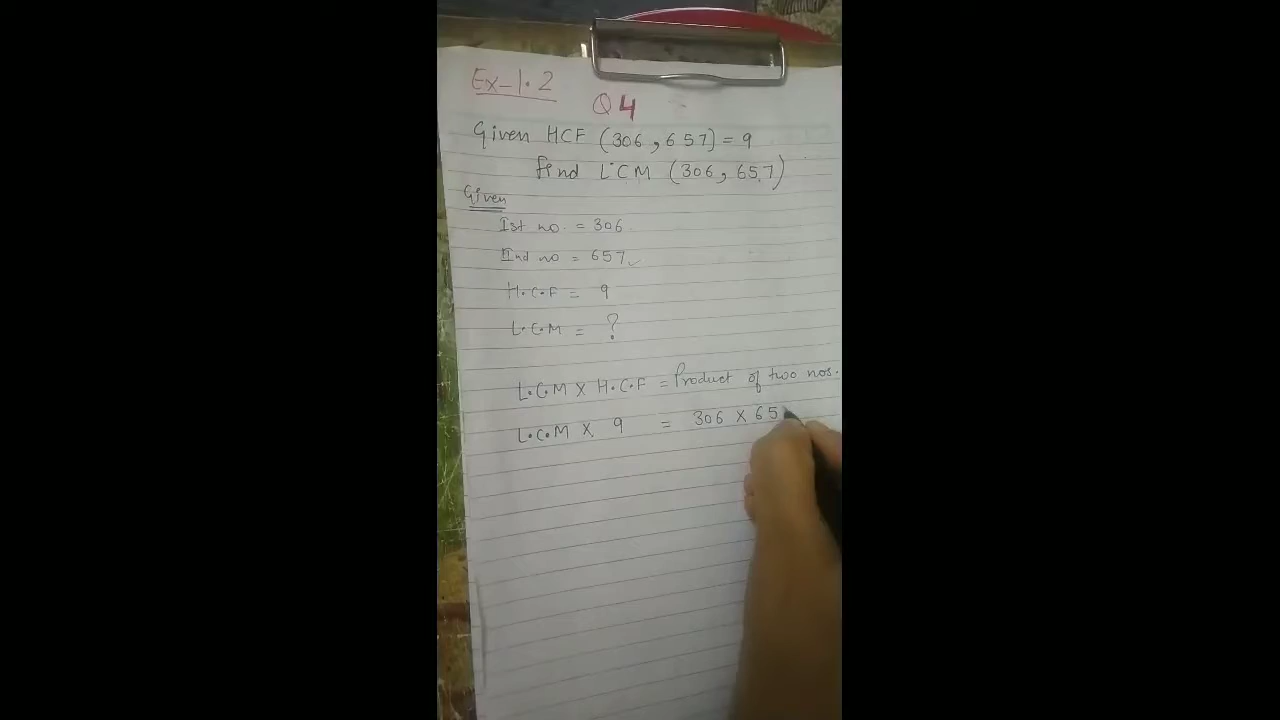 Ex-1.2
Q4
Given HCF (306, 657) = 9
find LCM (306, 657)
Given
Ist no. = 306
IInd no = 657
H.C.F = 9
L.C.M = ?
L.C.M X H.C.F = Product of two nos.
L.C.M X 9 = 306 X 65